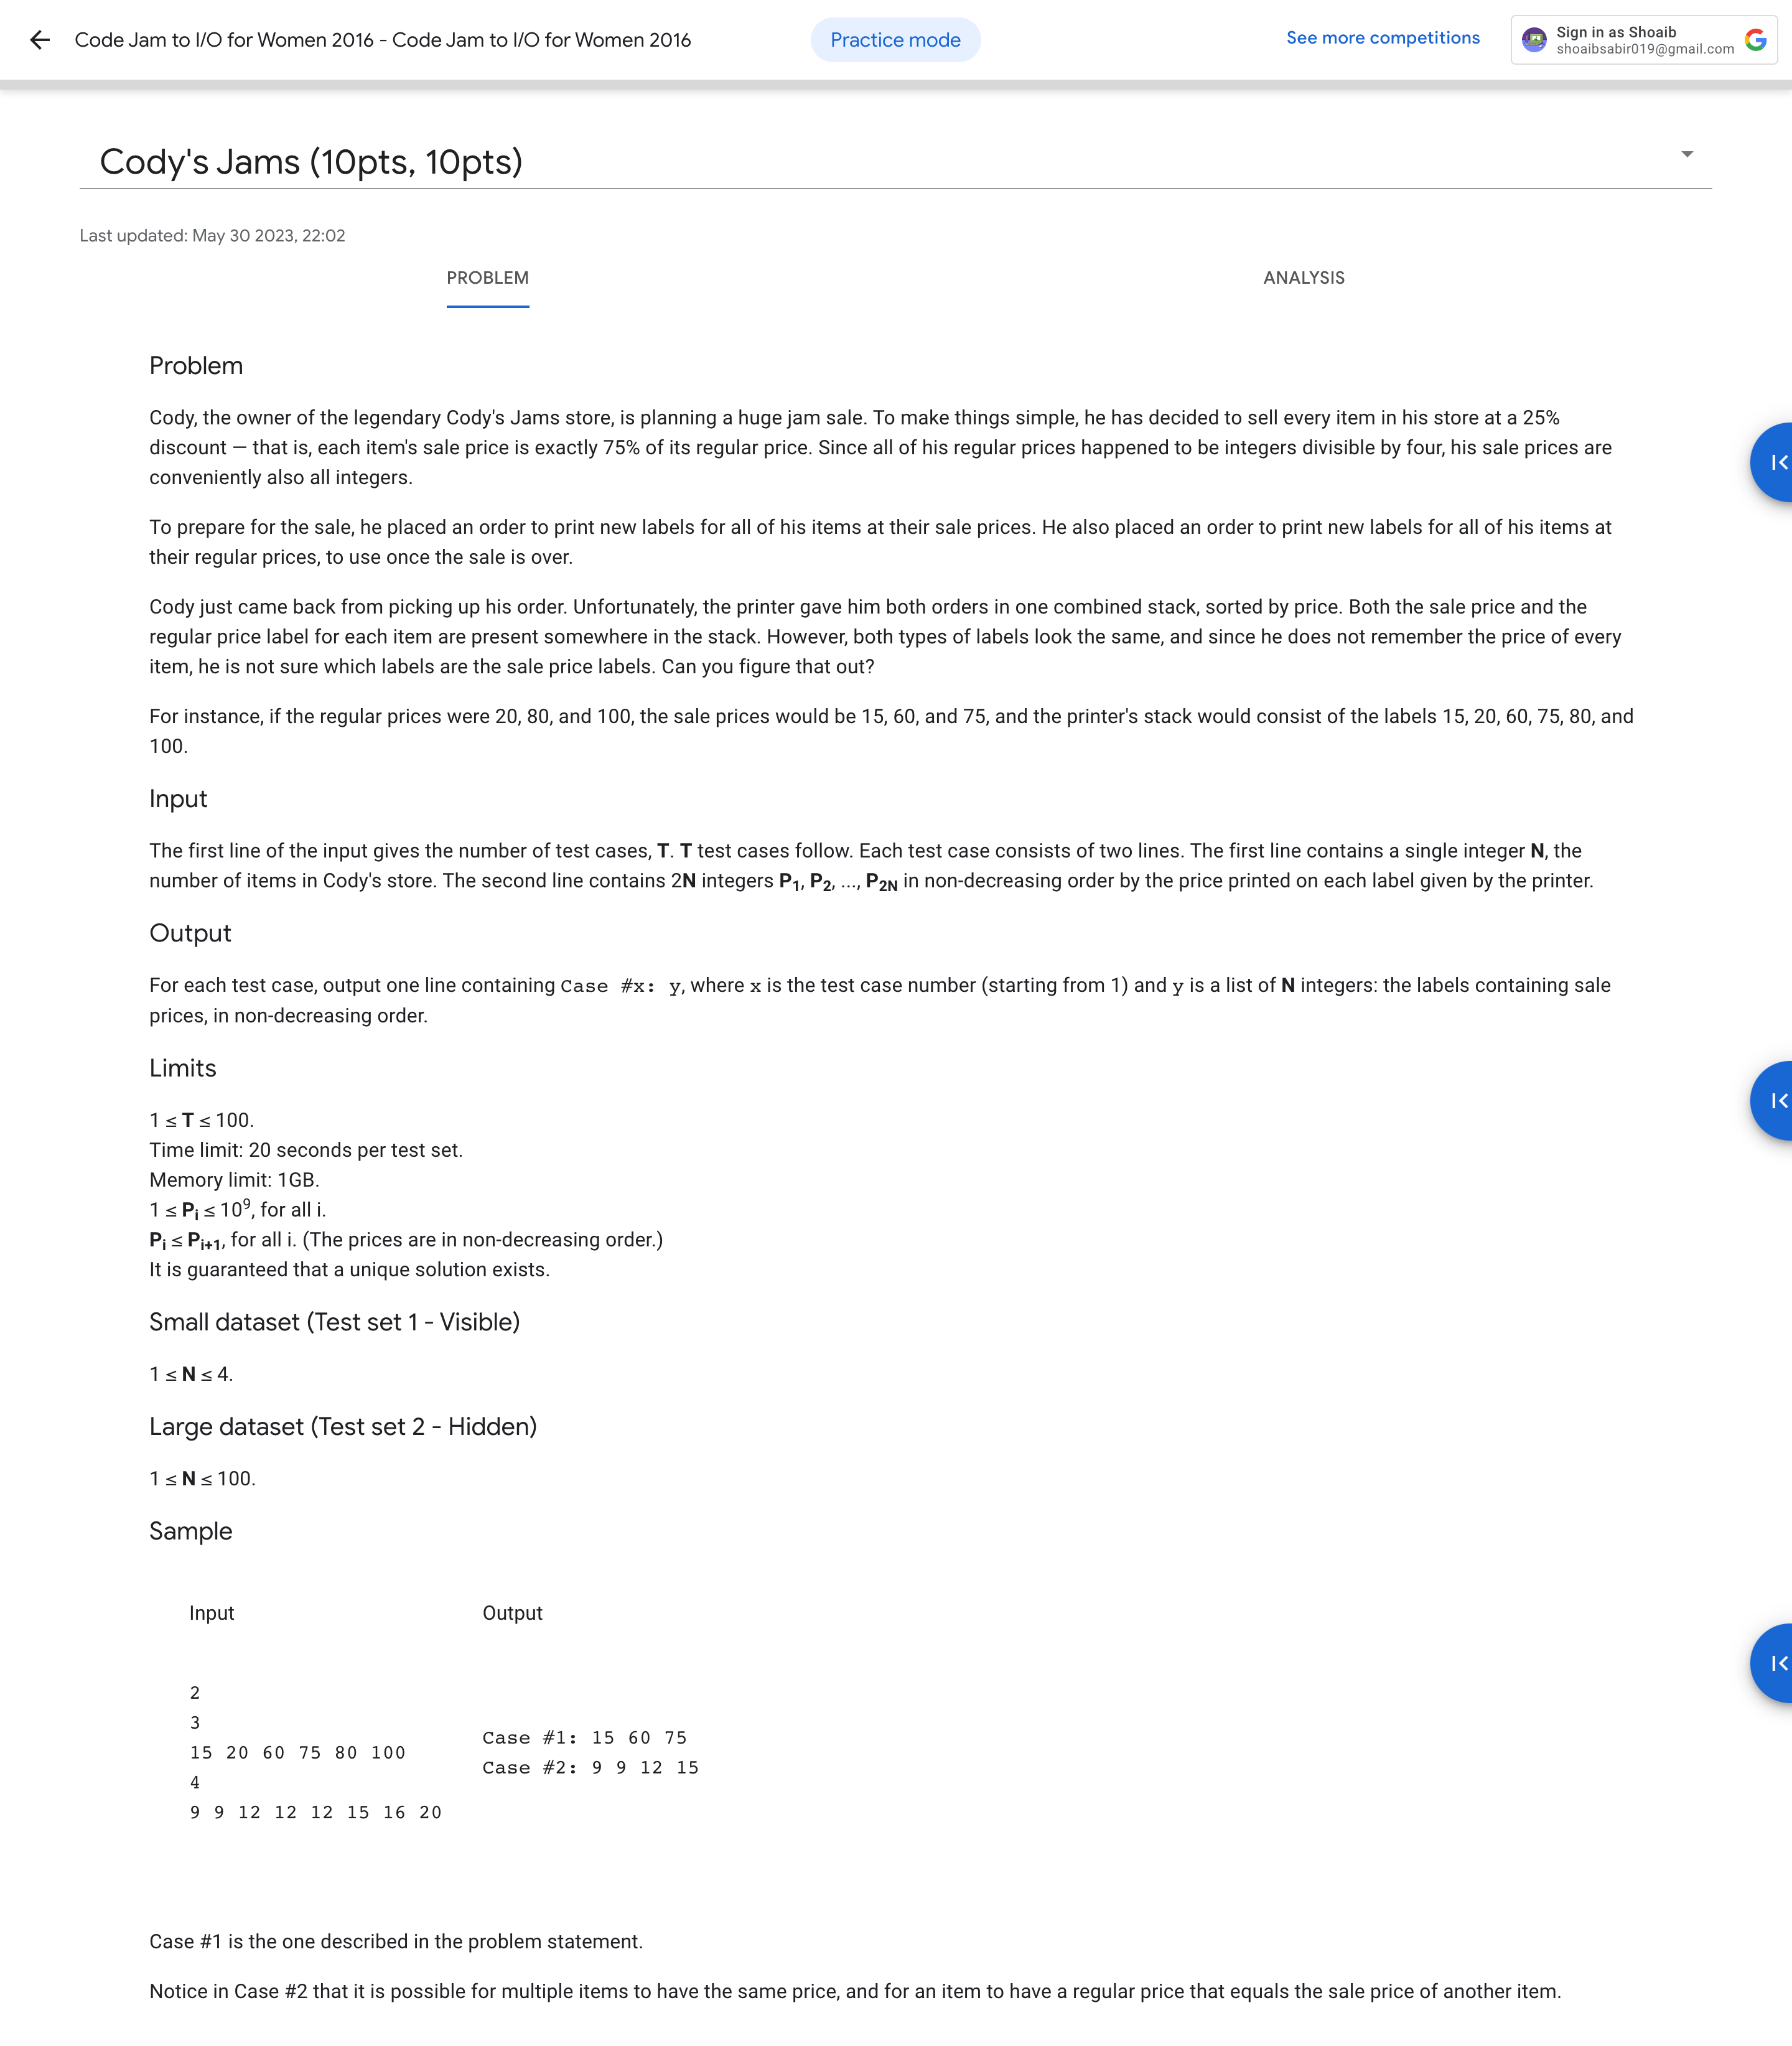 Code Jam to I/O for Women 2016 - Code Jam to I/O for Women 2016
Practice mode
See more competitions
Sign in as Shoaib
shoaibsabir019@gmail.com
Cody's Jams (10pts, 10pts)
Last updated: May 30 2023, 22:02
PROBLEM
ANALYSIS
Problem
Cody, the owner of the legendary Cody's Jams store, is planning a huge jam sale. To make things simple, he has decided to sell every item in his store at a 25%
discount — that is, each item's sale price is exactly 75% of its regular price. Since all of his regular prices happened to be integers divisible by four, his sale prices are
conveniently also all integers.
To prepare for the sale, he placed an order to print new labels for all of his items at their sale prices. He also placed an order to print new labels for all of his items at
their regular prices, to use once the sale is over.
Cody just came back from picking up his order. Unfortunately, the printer gave him both orders in one combined stack, sorted by price. Both the sale price and the
regular price label for each item are present somewhere in the stack. However, both types of labels look the same, and since he does not remember the price of every
item, he is not sure which labels are the sale price labels. Can you figure that out?
For instance, if the regular prices were 20, 80, and 100, the sale prices would be 15, 60, and 75, and the printer's stack would consist of the labels 15, 20, 60, 75, 80, and
100.
Input
The first line of the input gives the number of test cases, T. T test cases follow. Each test case consists of two lines. The first line contains a single integer N, the
number of items in Cody's store. The second line contains 2N integers P1, P2, ..., P2N in non-decreasing order by the price printed on each label given by the printer.
Output
For each test case, output one line containing Case #x: y, where x is the test case number (starting from 1) and y is a list of N integers: the labels containing sale
prices, in non-decreasing order.
Limits
1 ≤ T ≤ 100.
Time limit: 20 seconds per test set.
Memory limit: 1GB.
1 ≤ Pi ≤ 10⁹, for all i.
Pi ≤ Pi+1, for all i. (The prices are in non-decreasing order.)
It is guaranteed that a unique solution exists.
Small dataset (Test set 1 - Visible)
1 ≤ N ≤ 4.
Large dataset (Test set 2 - Hidden)
1 ≤ N ≤ 100.
Sample
Input
Output
2
3
15 20 60 75 80 100
4
9 9 12 12 12 15 16 20
Case #1: 15 60 75
Case #2: 9 9 12 15
Case #1 is the one described in the problem statement.
Notice in Case #2 that it is possible for multiple items to have the same price, and for an item to have a regular price that equals the sale price of another item.